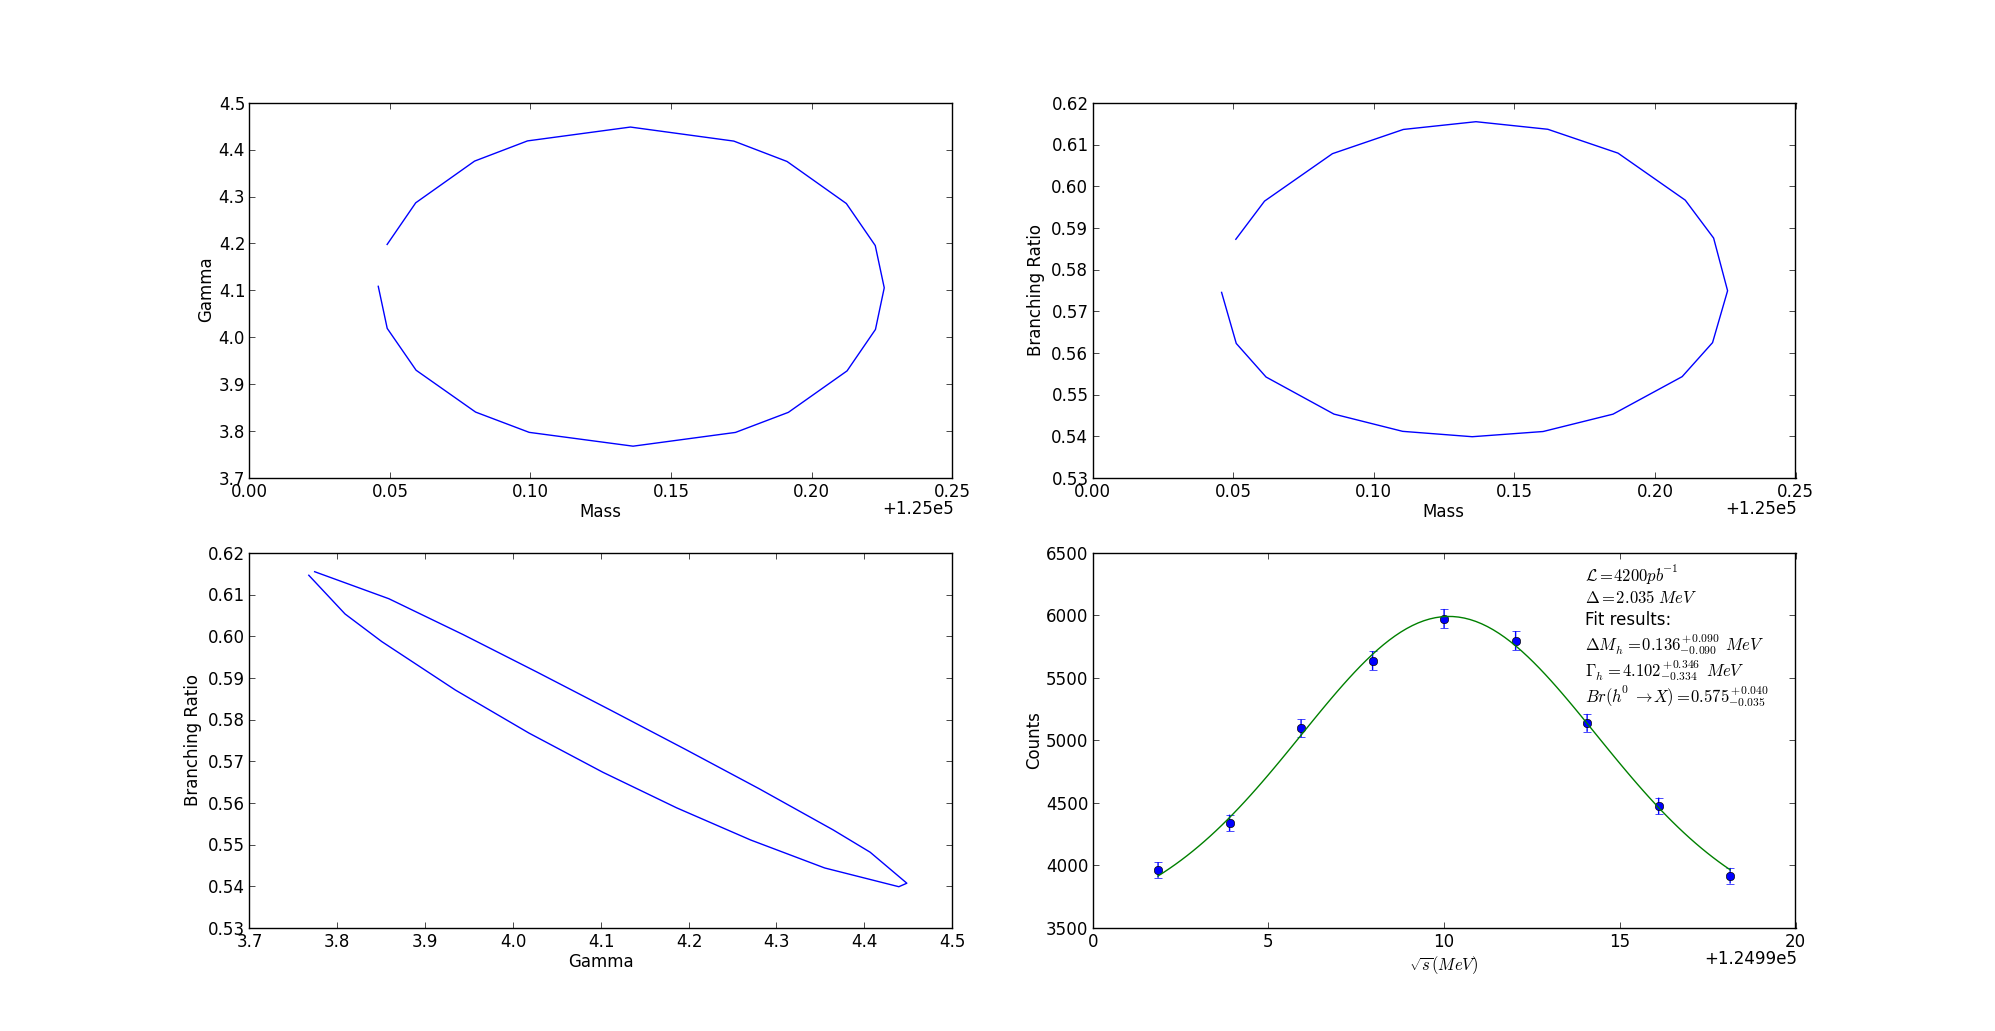 4.5
4.4
4.3
4.2
4.1
4.0
3.9
3.8
3.7
Gamma
0.00 0.05 0.10 0.15 0.20 0.25
Mass
+1.25e5
0.62
0.61
0.60
0.59
0.58
0.57
0.56
0.55
0.54
0.53
Branching Ratio
0.00 0.05 0.10 0.15 0.20 0.25
Mass
+1.25e5
0.62
0.61
0.60
0.59
0.58
0.57
0.56
0.55
0.54
0.53
Branching Ratio
3.7 3.8 3.9 4.0 4.1 4.2 4.3 4.4 4.5
Gamma
6500
6000
5500
5000
4500
4000
3500
Counts
ℒ=4200pb⁻¹
Δ=2.035 MeV
Fit results:
ΔM_h=0.136^{+0.090}_{−0.090} MeV
Γ_h=4.102^{+0.346}_{−0.334} MeV
Br(h⁰ →X)=0.575^{+0.040}_{−0.035}
0 5 10 15 20
√s(MeV)
+1.2499e5